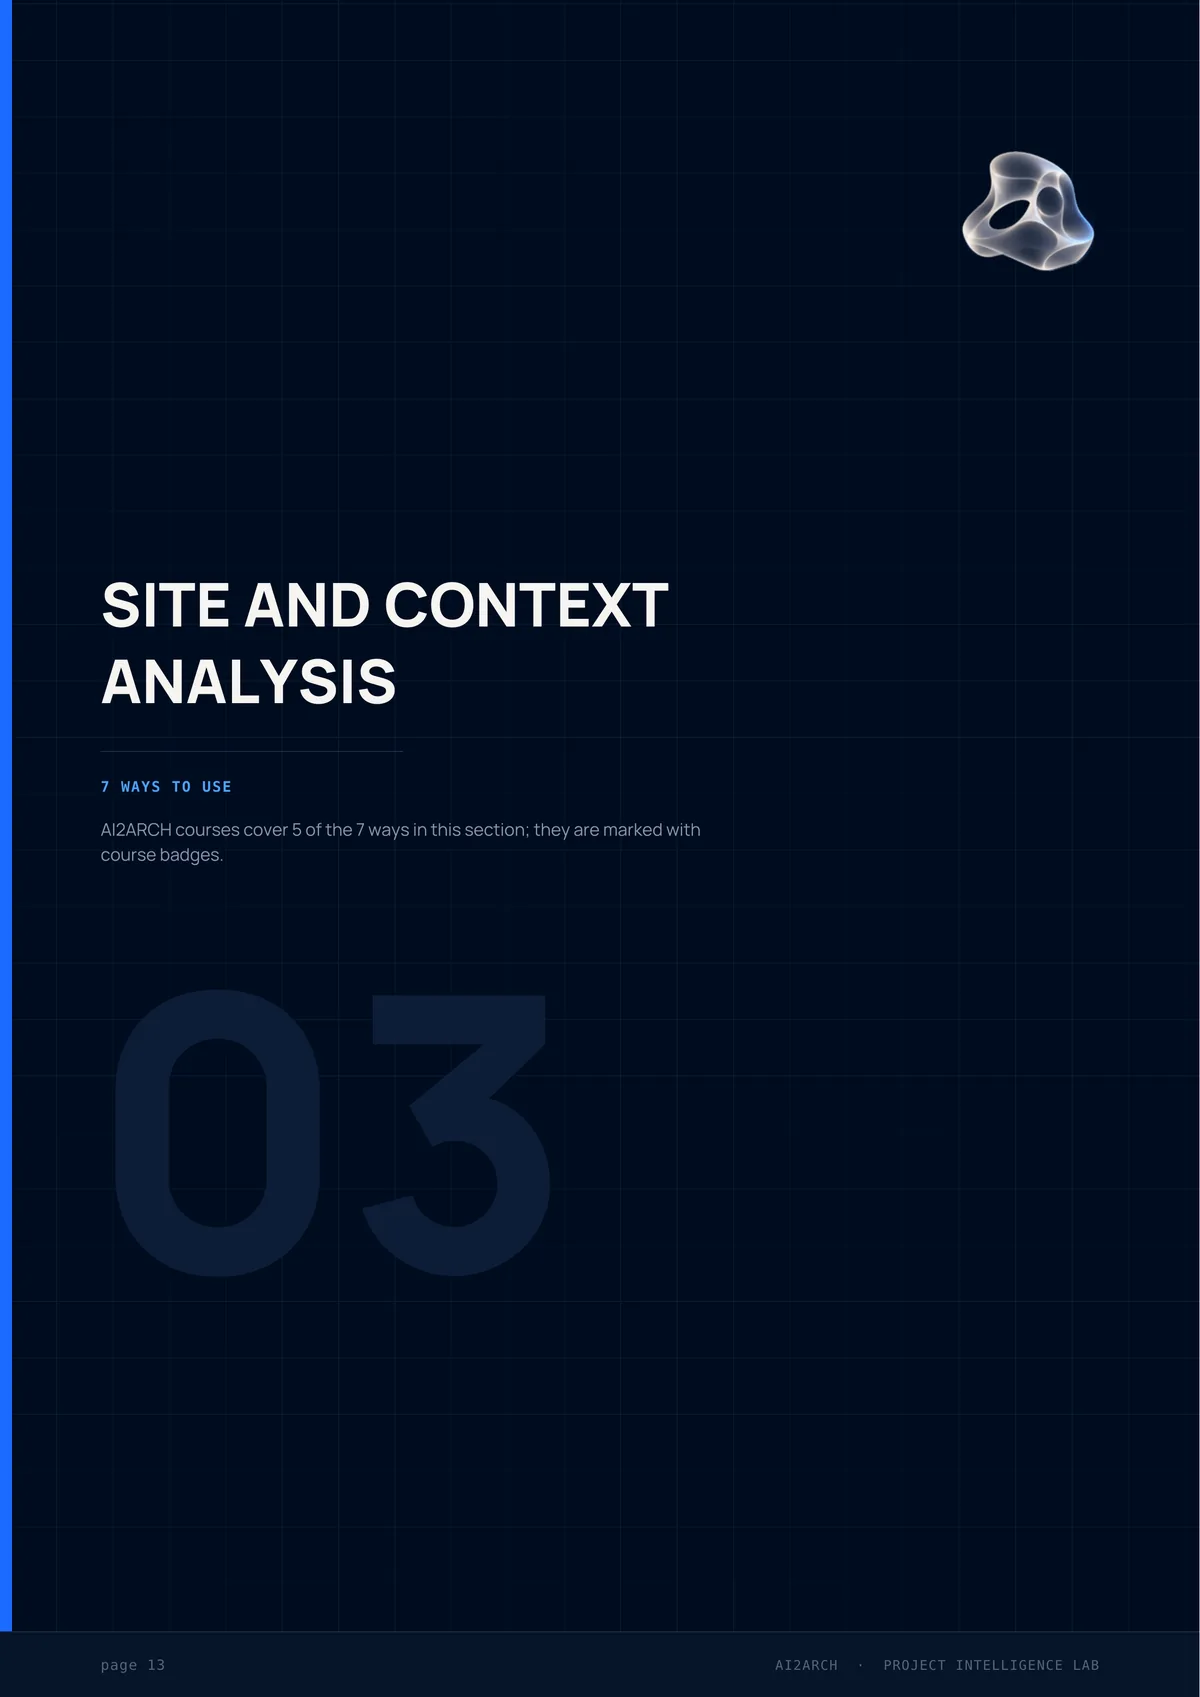 SITE AND CONTEXT
ANALYSIS
7 WAYS TO USE
AI2ARCH courses cover 5 of the 7 ways in this section; they are marked with
course badges.
03
page 13
AI2ARCH · PROJECT INTELLIGENCE LAB